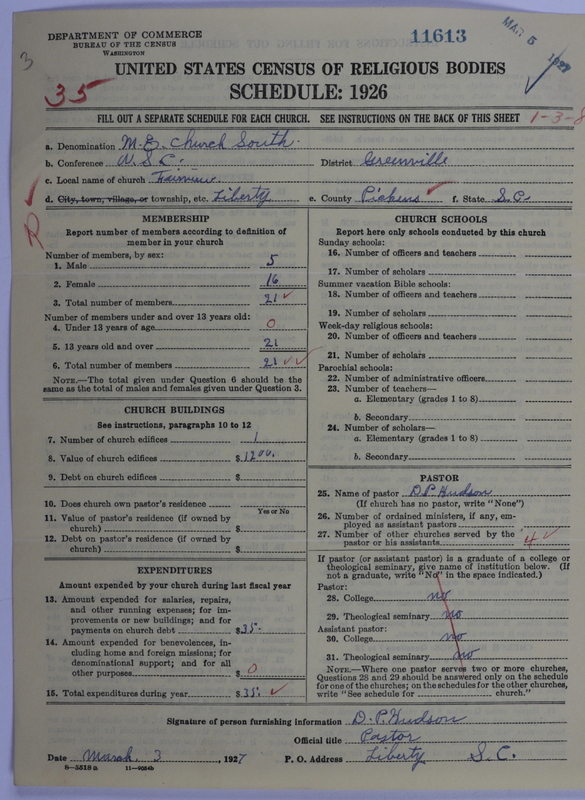 DEPARTMENT OF COMMERCE
BUREAU OF THE CENSUS
WASHINGTON
11613
MAR 5 1927
3
35
UNITED STATES CENSUS OF RELIGIOUS BODIES
SCHEDULE: 1926
FILL OUT A SEPARATE SCHEDULE FOR EACH CHURCH. SEE INSTRUCTIONS ON THE BACK OF THIS SHEET
1-3-8
a. Denomination M.E. Church South.
b. Conference U.S.C. District Greenville
c. Local name of church Fairview
d. City, town, village, or township, etc. Liberty e. County Pickens f. State S.C.
R
MEMBERSHIP
Report number of members according to definition of member in your church
Number of members, by sex:
1. Male 5
2. Female 16
3. Total number of members 21
Number of members under and over 13 years old:
4. Under 13 years of age 0
5. 13 years old and over 21
6. Total number of members 21
NOTE.—The total given under Question 6 should be the same as the total of males and females given under Question 3.
CHURCH BUILDINGS
See instructions, paragraphs 10 to 12
7. Number of church edifices 1
8. Value of church edifices $1200.
9. Debt on church edifices $
10. Does church own pastor's residence
Yes or No
11. Value of pastor's residence (if owned by church) $
12. Debt on pastor's residence (if owned by church) $
EXPENDITURES
Amount expended by your church during last fiscal year
13. Amount expended for salaries, repairs, and other running expenses; for improvements or new buildings; and for payments on church debt $35.
14. Amount expended for benevolences, including home and foreign missions; for denominational support; and for all other purposes $0
15. Total expenditures during year $35.
CHURCH SCHOOLS
Report here only schools conducted by this church
Sunday schools:
16. Number of officers and teachers
17. Number of scholars
Summer vacation Bible schools:
18. Number of officers and teachers
19. Number of scholars
Week-day religious schools:
20. Number of officers and teachers
21. Number of scholars
Parochial schools:
22. Number of administrative officers
23. Number of teachers—
a. Elementary (grades 1 to 8)
b. Secondary
24. Number of scholars—
a. Elementary (grades 1 to 8)
b. Secondary
PASTOR
25. Name of pastor D.P. Hudson
(If church has no pastor, write "None")
26. Number of ordained ministers, if any, employed as assistant pastors
27. Number of other churches served by the pastor or his assistants 4
If pastor (or assistant pastor) is a graduate of a college or theological seminary, give name of institution below. (If not a graduate, write "No" in the space indicated.)
Pastor:
28. College no
29. Theological seminary no
Assistant pastor:
30. College no
31. Theological seminary no
NOTE.—Where one pastor serves two or more churches, Questions 28 and 29 should be answered only on the schedule for one of the churches; on the schedules for the other churches, write "See schedule for church."
Signature of person furnishing information D.P. Hudson
Official title Pastor
Date March 3, 1927 P. O. Address Liberty S.C.
8-5518 a 11-9554b